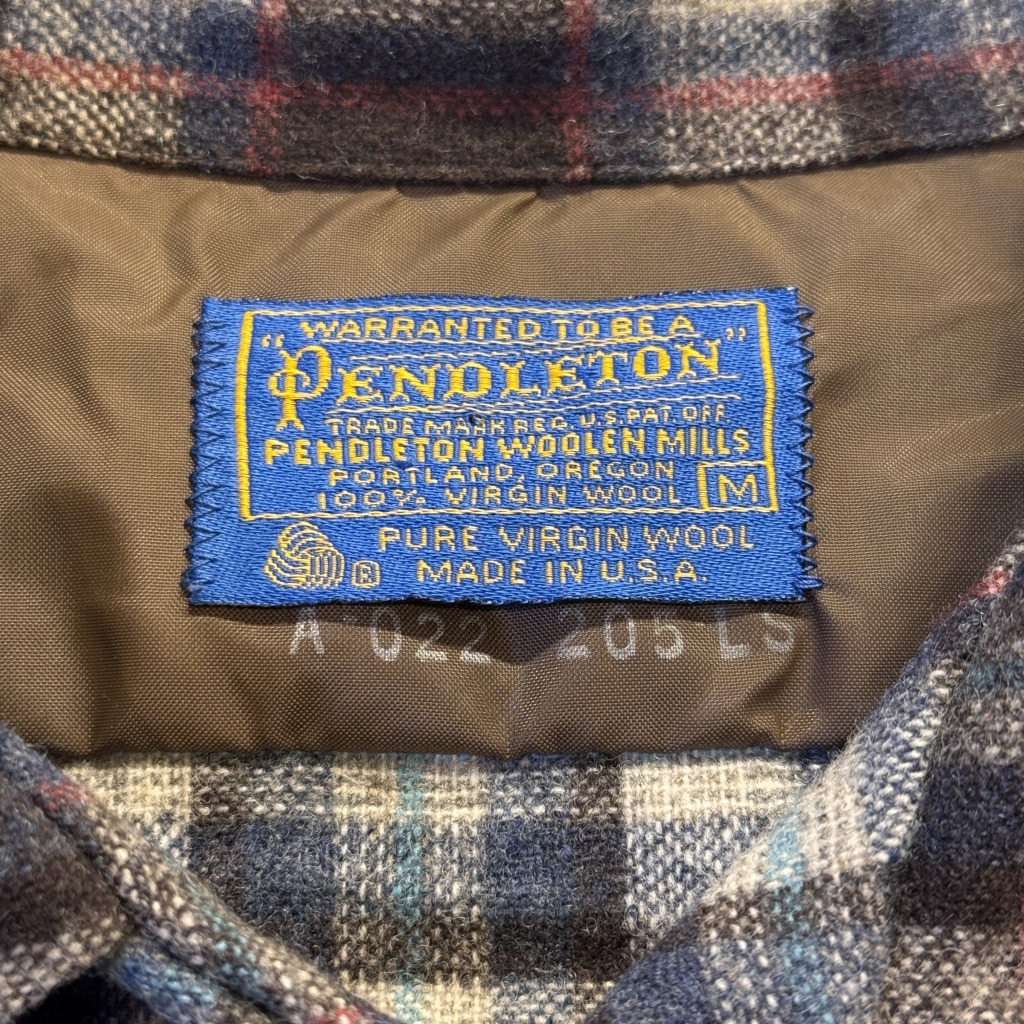 WARRANTED TO BE A
“PENDLETON”
TRADE MARK REG. U.S. PAT. OFF
PENDLETON WOOLEN MILLS
PORTLAND, OREGON
100% VIRGIN WOOL M
PURE VIRGIN WOOL
® MADE IN U.S.A.
A 022 205 LS